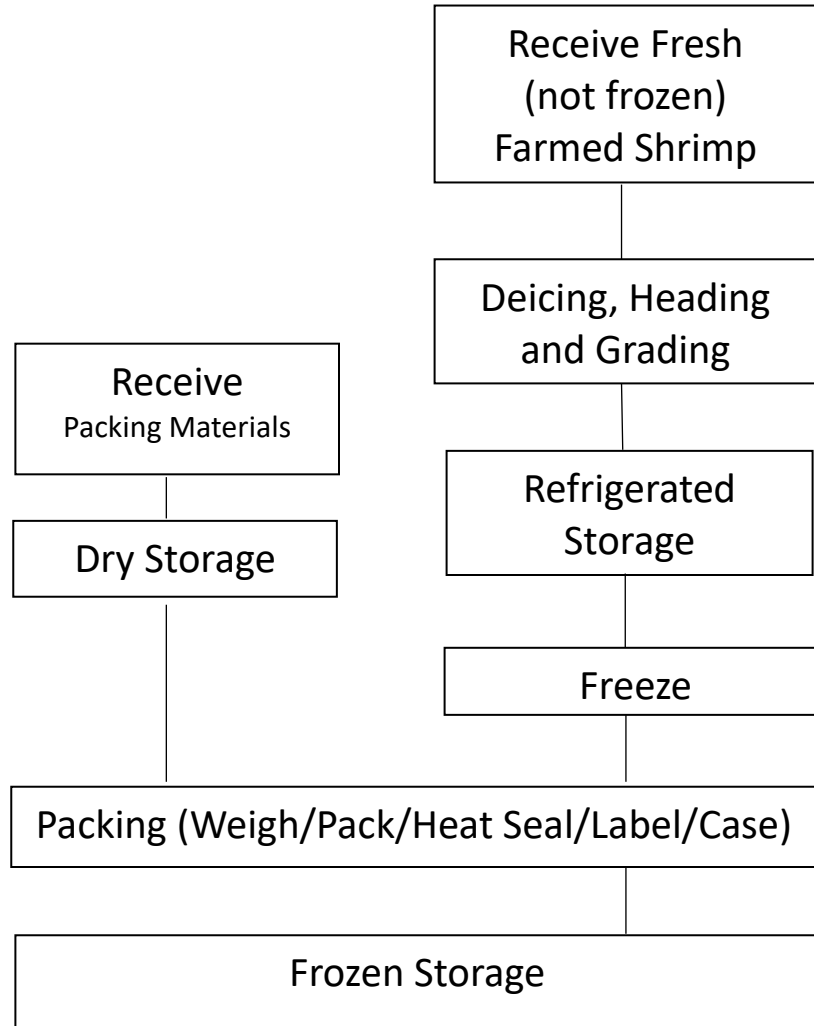 Receive Fresh
(not frozen)
Farmed Shrimp
Deicing, Heading
and Grading
Receive
Packing Materials
Refrigerated
Storage
Dry Storage
Freeze
Packing (Weigh/Pack/Heat Seal/Label/Case)
Frozen Storage